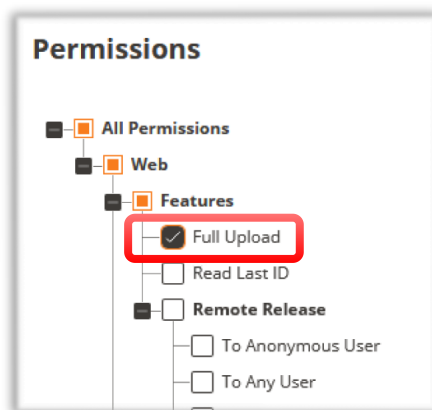 Permissions
All Permissions
Web
Features
Full Upload
Read Last ID
Remote Release
To Anonymous User
To Any User